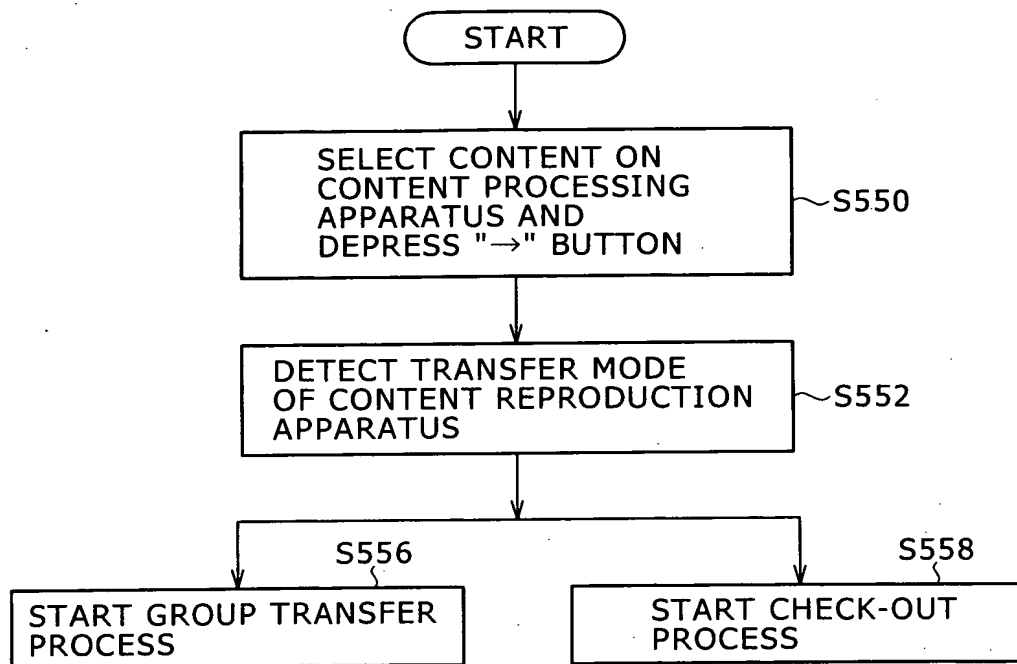 START
SELECT CONTENT ON
CONTENT PROCESSING
APPARATUS AND
DEPRESS "→" BUTTON
S550
DETECT TRANSFER MODE
OF CONTENT REPRODUCTION
APPARATUS
S552
S556
START GROUP TRANSFER
PROCESS
S558
START CHECK-OUT
PROCESS